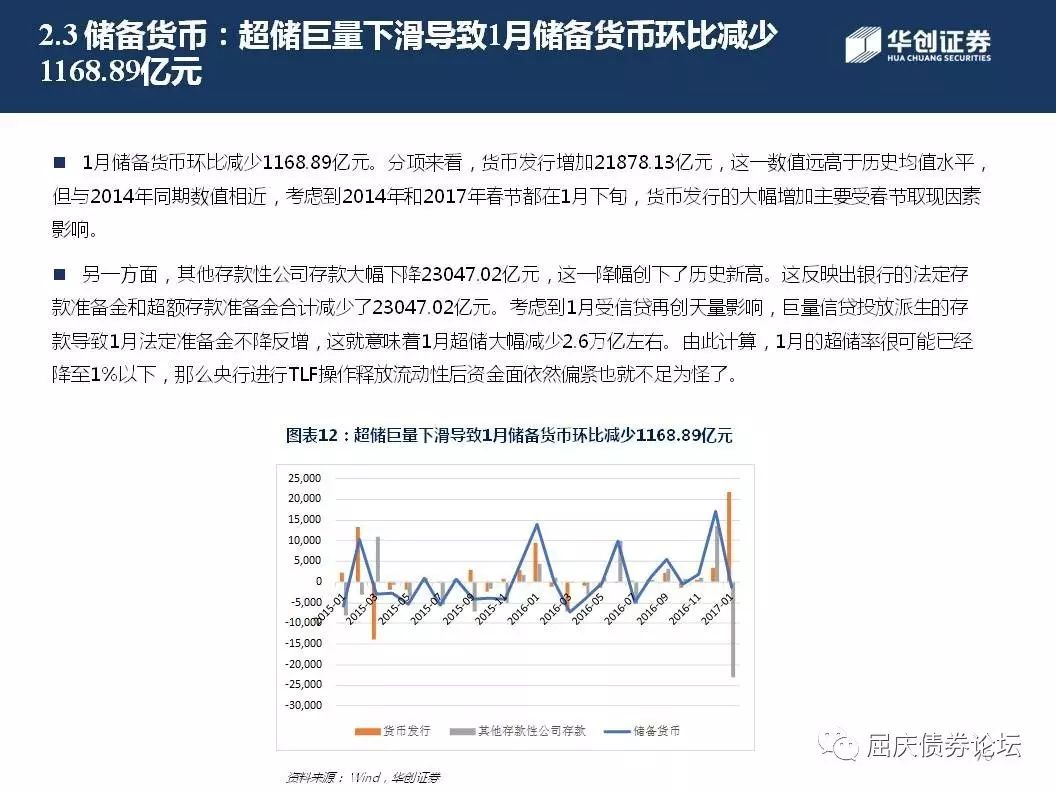 2.3 储备货币：超储巨量下滑导致1月储备货币环比减少
1168.89亿元
华创证券
HUA CHUANG SECURITIES
■ 1月储备货币环比减少1168.89亿元。分项来看，货币发行增加21878.13亿元，这一数值远高于历史均值水平，
但与2014年同期数值相近，考虑到2014年和2017年春节都在1月下旬，货币发行的大幅增加主要受春节取现因素
影响。
■ 另一方面，其他存款性公司存款大幅下降23047.02亿元，这一降幅创下了历史新高。这反映出银行的法定存
款准备金和超额存款准备金合计减少了23047.02亿元。考虑到1月受信贷再创天量影响，巨量信贷投放派生的存
款导致1月法定准备金不降反增，这就意味着1月超储大幅减少2.6万亿左右。由此计算，1月的超储率很可能已经
降至1%以下，那么央行进行TLF操作释放流动性后资金面依然偏紧也就不足为怪了。
图表12：超储巨量下滑导致1月储备货币环比减少1168.89亿元
25,000
20,000
15,000
10,000
5,000
0
-5,000
-10,000
-15,000
-20,000
-25,000
-30,000
2015-01
2015-03
2015-05
2015-07
2015-09
2015-11
2016-01
2016-03
2016-05
2016-07
2016-09
2016-11
2017-01
货币发行
其他存款性公司存款
储备货币
屈庆债券论坛
资料来源：Wind，华创证券